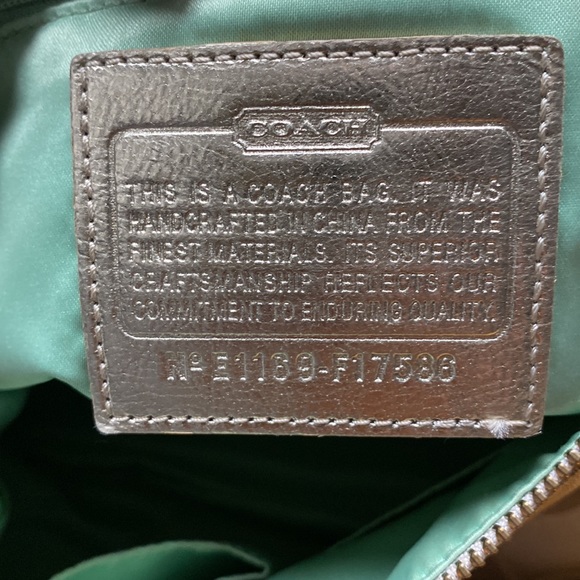 COACH
THIS IS A COACH BAG. IT WAS
HANDCRAFTED IN CHINA FROM THE
FINEST MATERIALS. ITS SUPERIOR
CRAFTSMANSHIP REFLECTS OUR
COMMITMENT TO ENDURING QUALITY.
Nº E1169-F17586